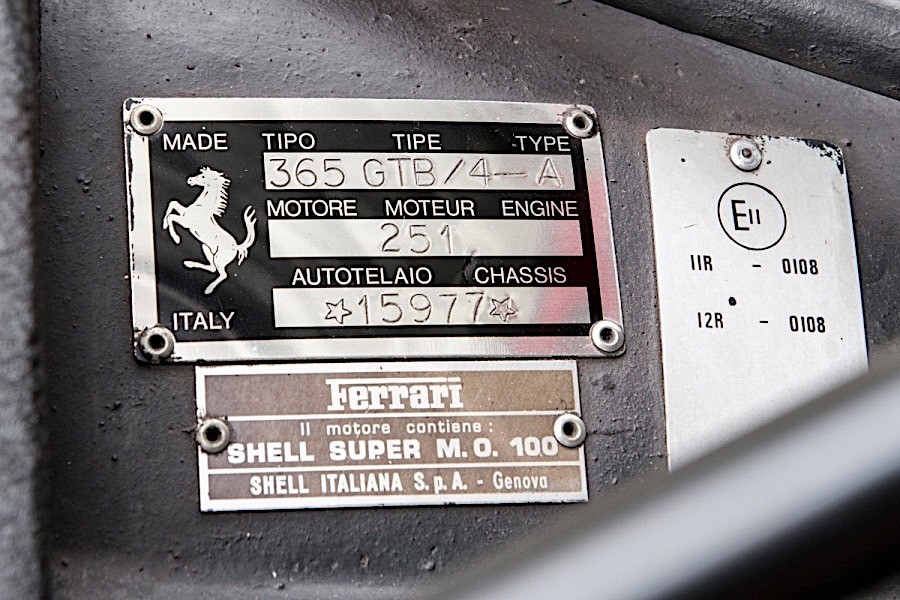 MADE TIPO TIPE TYPE
365 GTB/4-A
MOTORE MOTEUR ENGINE
251
AUTOTELAIO CHASSIS
☆15977☆
ITALY
Ferrari
Il motore contiene:
SHELL SUPER M.O. 100
SHELL ITALIANA S.p.A. - Genova
E11
11R - 0108
12R - 0108